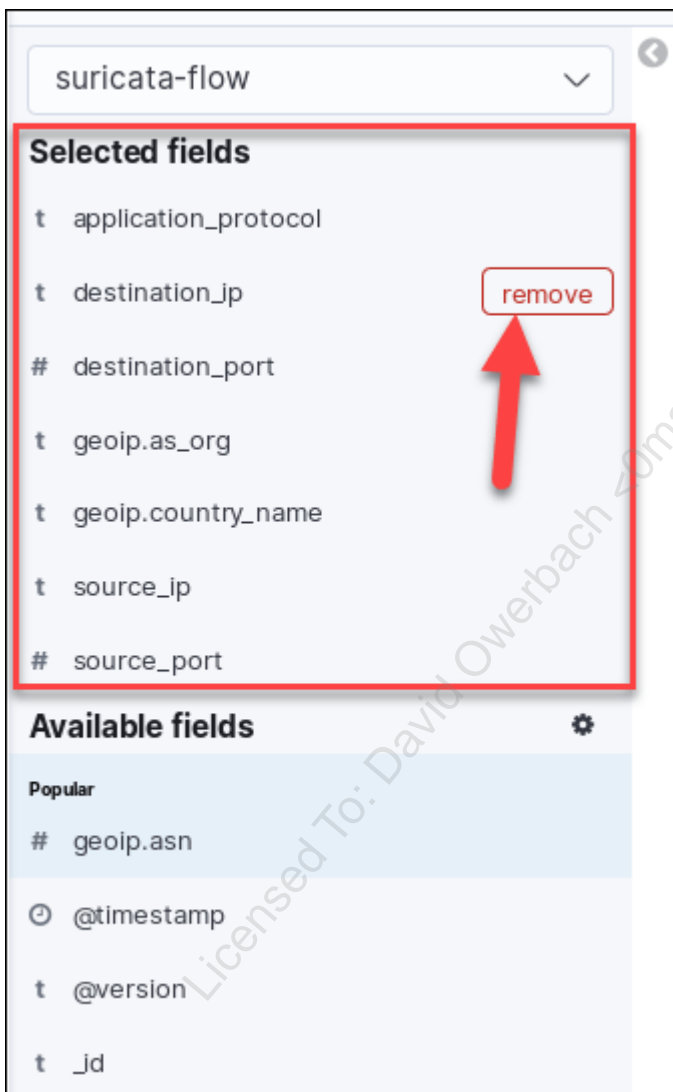 suricata-flow
Selected fields
t application_protocol
t destination_ip remove
# destination_port
t geoip.as_org
t geoip.country_name
t source_ip
# source_port
Available fields
Popular
# geoip.asn
@timestamp
t @version
t _id
Licensed To: David Owerbach